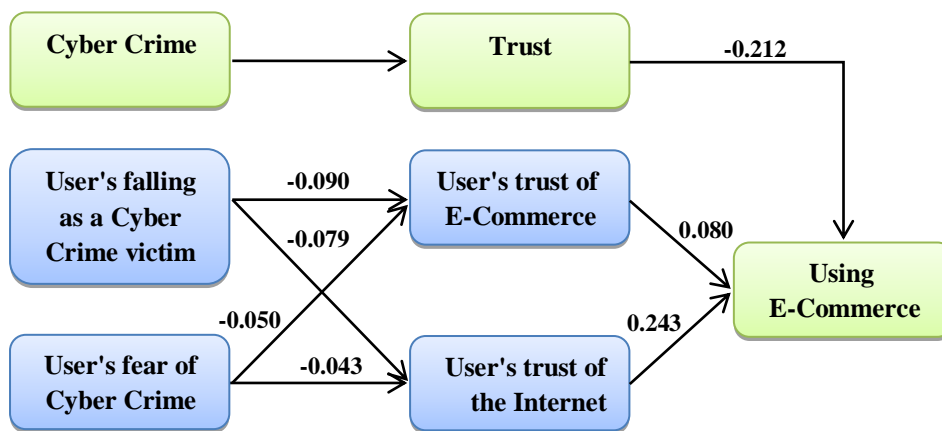 Cyber Crime
Trust
-0.212
User's falling
as a Cyber
Crime victim
-0.090
-0.079
User's trust of
E-Commerce
0.080
Using
E-Commerce
-0.050
0.243
User's fear of
Cyber Crime
-0.043
User's trust of
the Internet